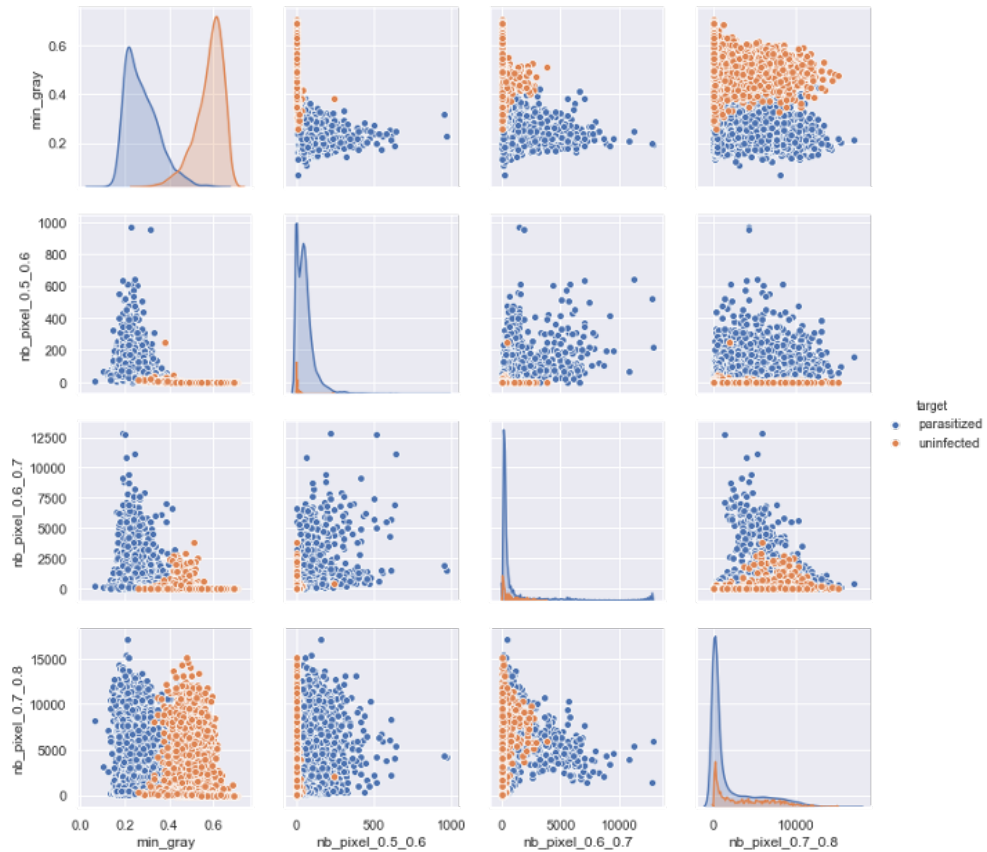 0.6
0.4
0.2
min_gray
1000
800
600
400
200
0
nb_pixel_0.5_0.6
target
parasitized
uninfected
12500
10000
7500
5000
2500
0
nb_pixel_0.6_0.7
15000
10000
5000
0
nb_pixel_0.7_0.8
0.0 0.2 0.4 0.6
0 500 1000
0 5000 10000
0 10000
min_gray
nb_pixel_0.5_0.6
nb_pixel_0.6_0.7
nb_pixel_0.7_0.8